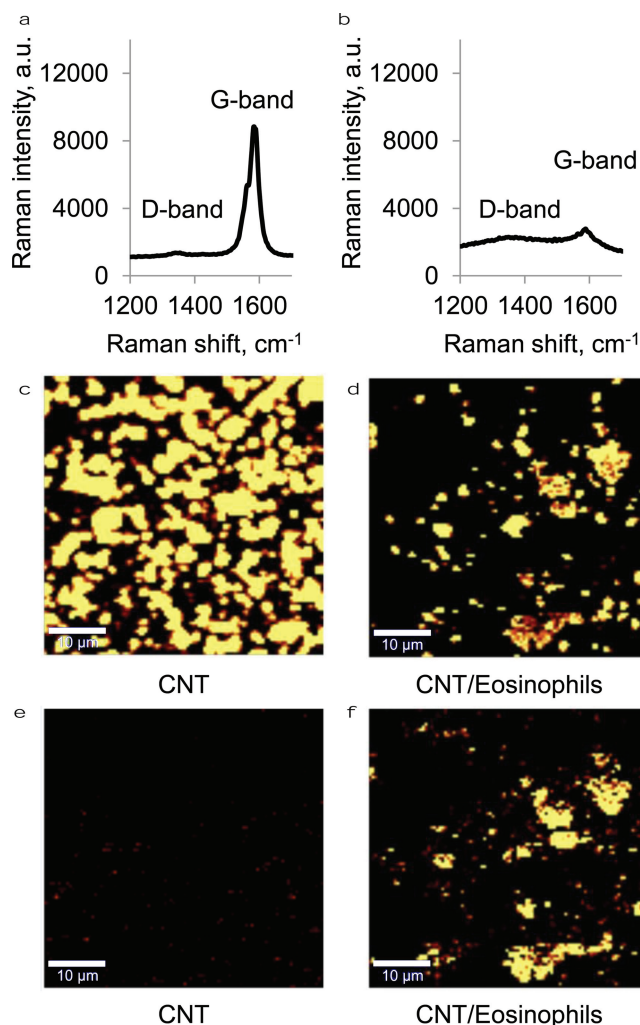 a
Raman intensity, a.u.
12000
8000
4000
0
G-band
D-band
1200 1400 1600
Raman shift, cm-1
b
Raman intensity, a.u.
12000
8000
4000
0
G-band
D-band
1200 1400 1600
Raman shift, cm-1
c
10 μm
CNT
d
10 μm
CNT/Eosinophils
e
10 μm
CNT
f
10 μm
CNT/Eosinophils